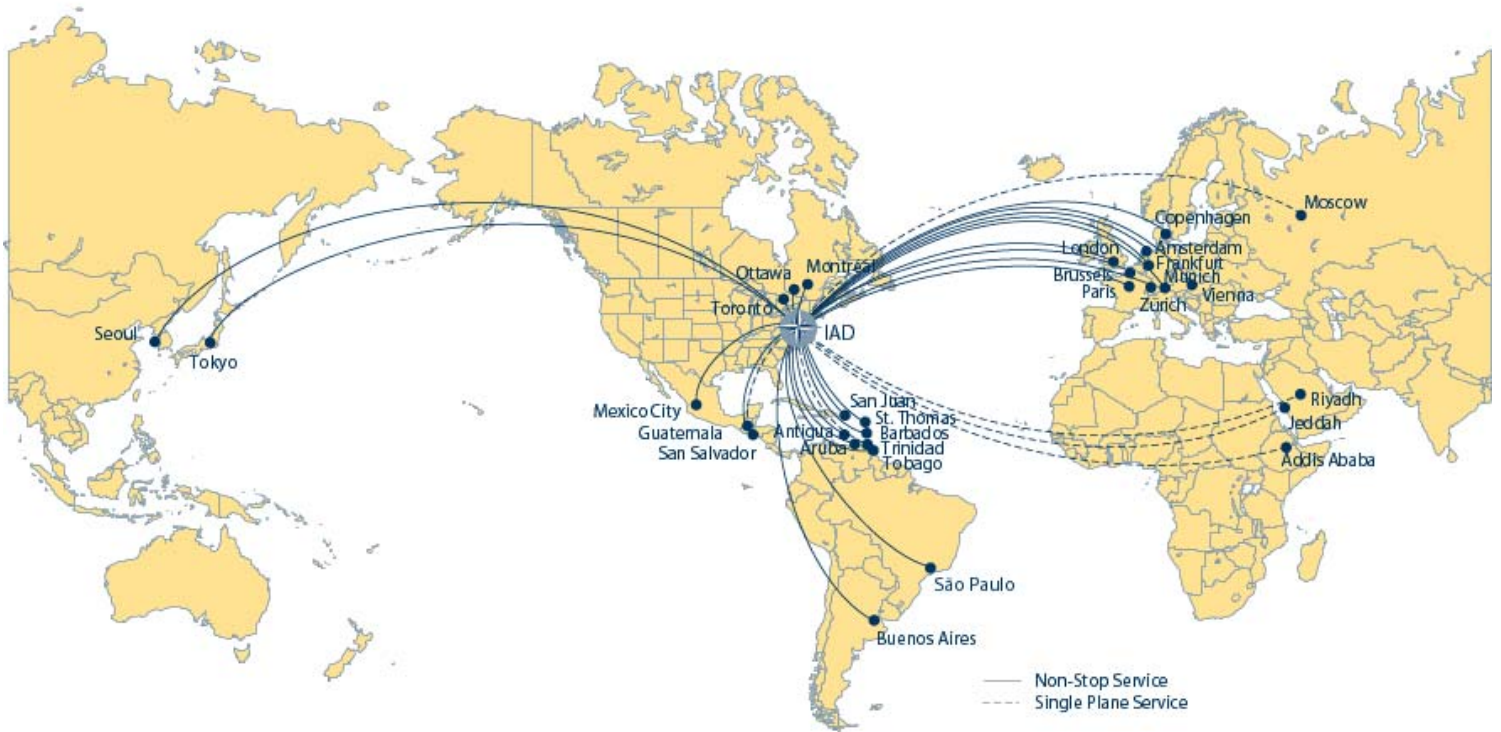 Moscow
Copenhagen
London
Amsterdam
Frankfurt
Brussels
Munich
Paris
Zürich
Vienna
Ottawa
Montréal
Toronto
IAD
Seoul
Tokyo
Mexico City
Guatemala
San Salvador
San Juan
St. Thomas
Antigua
Barbados
Aruba
Trinidad
Tobago
Riyadh
Jeddah
Addis Ababa
São Paulo
Buenos Aires
Non-Stop Service
Single Plane Service